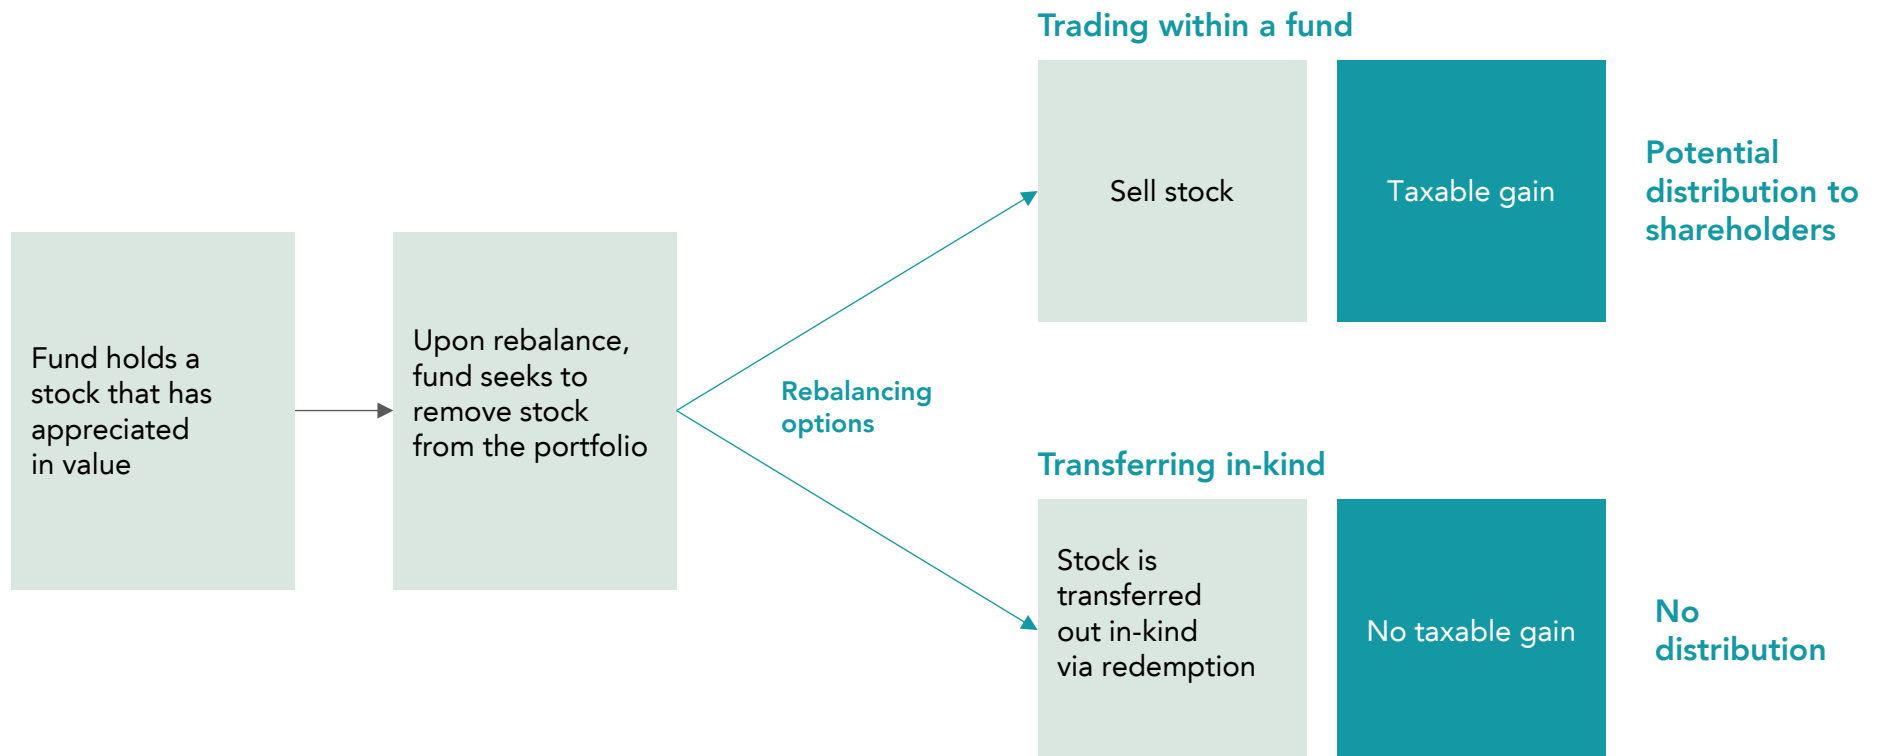 Fund holds a
stock that has
appreciated
in value
Upon rebalance,
fund seeks to
remove stock
from the portfolio
Rebalancing
options
Trading within a fund
Sell stock
Taxable gain
Potential
distribution to
shareholders
Transferring in-kind
Stock is
transferred
out in-kind
via redemption
No taxable gain
No
distribution